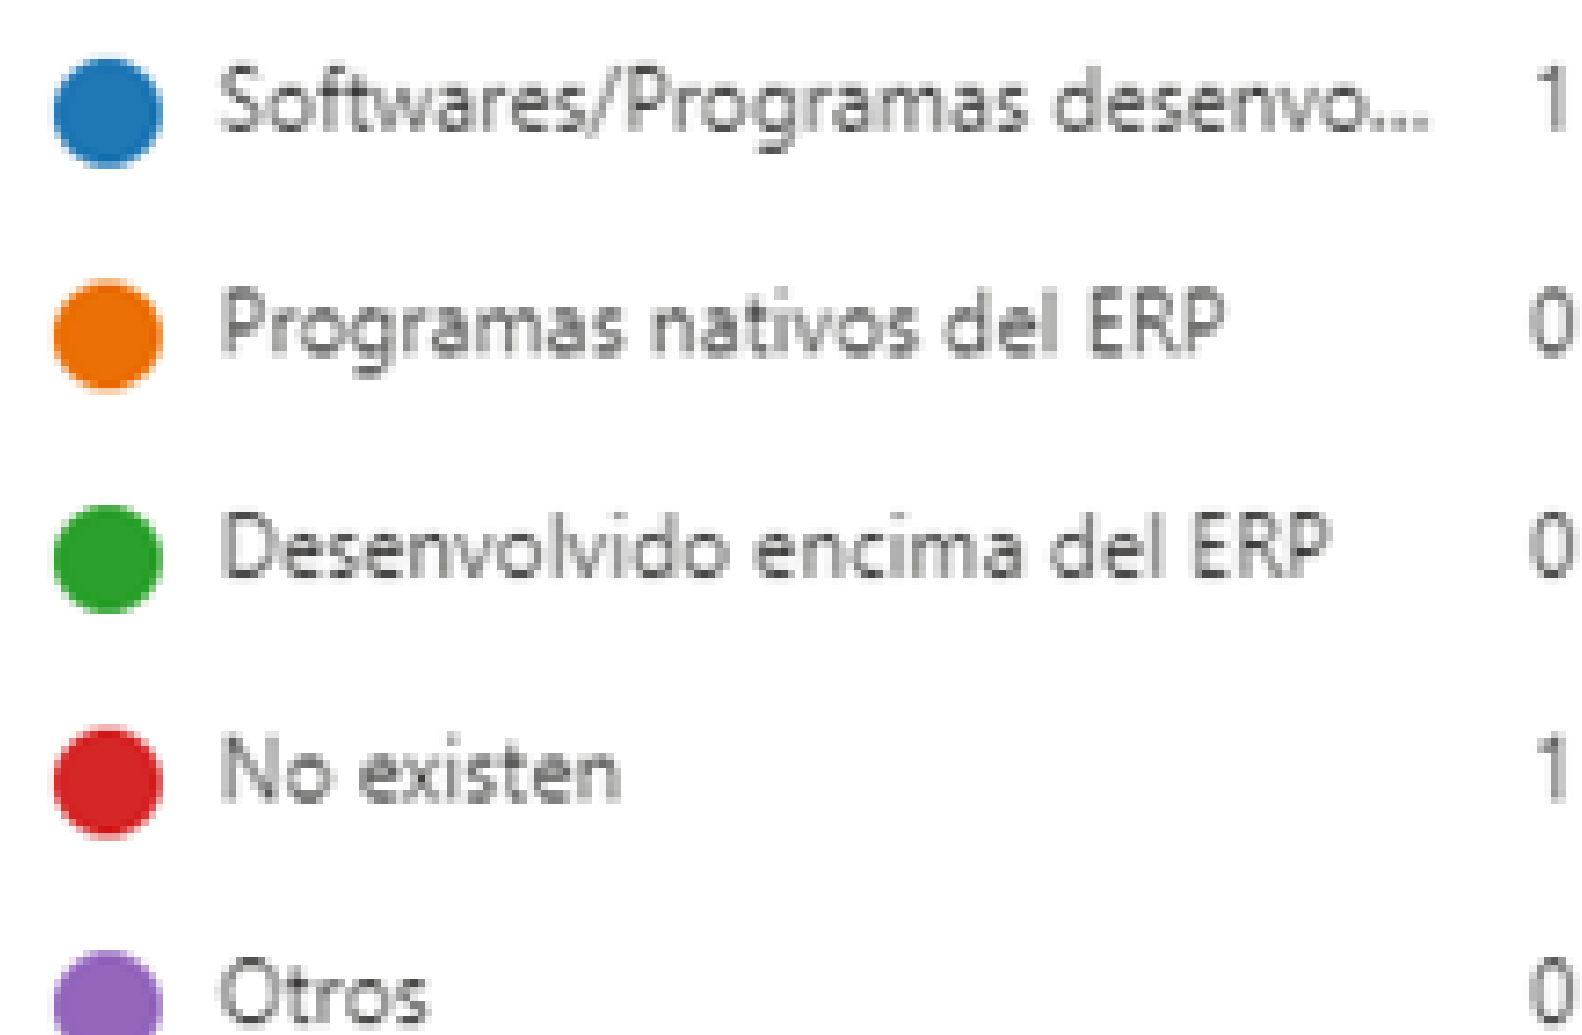 Softwares/Programas desenvo... 1
Programas nativos del ERP 0
Desenvolvido encima del ERP 0
No existen 1
Otros 0